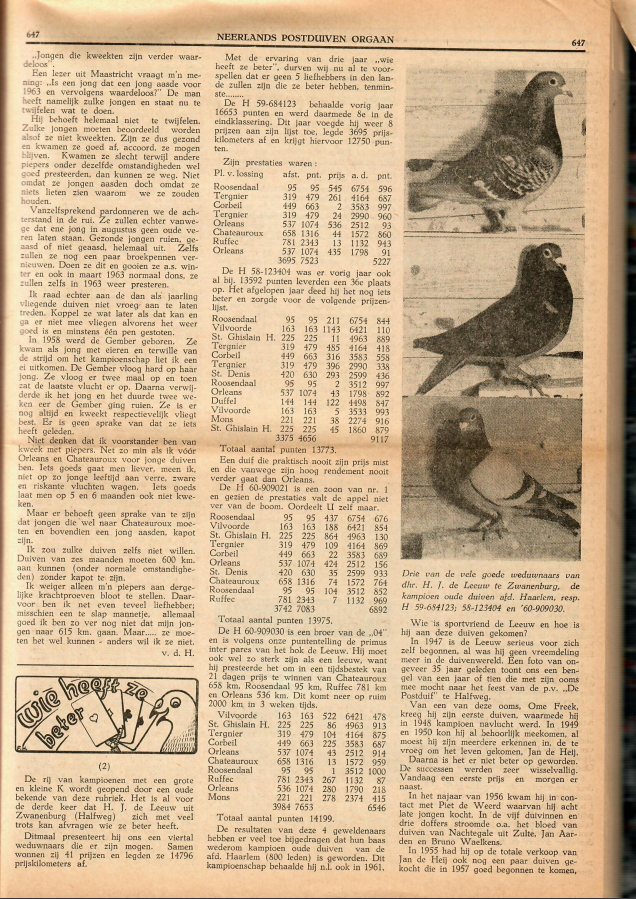 647
NEERLANDS POSTDUIVEN ORGAAN
647
„Jongen die kweekten zijn verder waar-
deloos".
Een lezer uit Maastricht vraagt m'n me-
ning: „Is een jong dat een jong aasde voor
1963 en vervolgens waardeloos?" De man
heeft namelijk zulke jongen en staat nu te
twijfelen wat te doen.
Hij behoeft helemaal niet te twijfelen.
Zulke jongen moeten beoordeeld worden
alsof ze niet kweekten. Zijn ze dus gezond
en kwamen ze goed af, accoord, ze mogen
blijven. Kwamen ze slecht terwijl andere
piepers onder dezelfde omstandigheden wel
goed presteerden, dan kunnen ze weg. Niet
omdat ze jongen aasden doch omdat ze
niets lieten zien waarom we ze zouden
houden.
Vanzelfsprekend pardonneren we de ach-
terstand in de rui. Ze zullen echter vanwe-
ge dat ene jong in augustus geen oude ve-
ren laten staan. Gezonde jongen ruien, ge-
aasd of niet geaasd, helemaal uit. Zelfs
zullen ze nog een paar broekpennen ver-
nieuwen. Doen ze dit en gooien ze a.s. win-
ter en ook in maart 1963 normaal dons, ze
zullen zelfs in 1963 weer presteren.
Ik raad echter aan de dan als jaarling
vliegende duiven niet vroeg aan te laten
treden. Koppel ze wat later als dat kan en
ga er niet mee vliegen alvorens het weer
goed is en minstens één pen gestoten.
In 1958 werd de Gember geboren. Ze
kwam als jong met eieren en terwille van
de strijd om het kampioenschap liet ik een
ei uitkomen. De Gember vloog hard op haar
jong. Ze vloog er twee maal op en toen
zat de laatste vlucht er op. Daarna verwij-
derde ik het jong en het duurde twee we-
ken eer de Gember ging ruien. Ze is er
nog altijd en kweekt respectievelijk vliegt
best. Er is geen sprake van dat ze iets
heeft geleden.
Niet denken dat ik voorstander ben van
kweek met piepers. Net zo min als ik vóór
Orleans en Chateauroux voor jonge duiven
ben. Iets goeds gaat men liever, meen ik,
niet op zo jonge leeftijd aan verre, zware
en riskante vluchten wagen. Iets goeds
laat men op 5 en 6 maanden ook niet kwe-
ken.
Maar er behoeft geen sprake van te zijn
dat jongen die wel naar Chateauroux moe-
ten en bovendien een jong aasden, kapot
zijn.
Ik zou zulke duiven zelfs niet willen.
Duiven van zes maanden moeten 600 km.
aan kunnen (onder normale omstandighe-
den) zonder kapot te zijn.
Ik weiger alleen m'n piepers aan derge-
lijke krachtproeven bloot te stellen. Daar-
voor ben ik net even teveel liefhebber;
misschien een te slap mannetje, allemaal
goed ik ben zo ver nog niet dat mijn jon-
gen naar 615 km. gaan. Maar..... ze moe-
ten het wel kunnen - anders wil ik ze niet.
v. d. H.
wie heeft ze
beter
(2)
De rij van kampioenen met een grote
en kleine K wordt geopend door een oude
bekende van deze rubriek. Het is al voor
de derde keer dat H. J. de Leeuw uit
Zwanenburg (Halfweg) zich met veel
trots kan afvragen wie ze beter heeft.
Ditmaal presenteert hij ons een viertal
weduwnaars die er zijn mogen. Samen
wonnen zij 41 prijzen en legden ze 14796
prijskilometers af.
Met de ervaring van drie jaar „wie
heeft ze beter", durven wij nu al te voor-
spellen dat er geen 5 liefhebbers in den lan-
de zullen zijn die ze beter hebben, tenmin-
ste........
De H 59-684123 behaalde vorig jaar
16653 punten en werd daarmede 8e in de
eindklassering. Dit jaar voegde hij weer 8
prijzen aan zijn lijst toe, legde 3695 prijs-
kilometers af en krijgt hiervoor 12750 pun-
ten.
Zijn prestaties waren:
Pl. v. lossing afst. pnt. prijs a. d. pnt.
Roosendaal 95 95 545 6754 596
Tergnier 319 479 261 4164 687
Corbeil 449 663 2 3583 997
Tergnier 319 479 24 2990 960
Orleans 537 1074 536 2512 93
Chateauroux 658 1316 44 1572 860
Ruffec 781 2343 13 1132 943
Orleans 537 1074 435 1798 91
3695 7523 5227
De H 58-123404 was er vorig jaar ook
al bij. 13592 punten leverden een 36e plaats
op. Het afgelopen jaar deed hij het nog iets
beter en zorgde voor de volgende prijzen-
lijst.
Roosendaal 95 95 211 6754 844
Vilvoorde 163 163 1143 6421 110
St. Ghislain H. 225 225 11 4963 889
Tergnier 319 479 485 4164 418
Corbeil 449 663 316 3583 558
Tergnier 319 479 396 2990 338
St. Denis 420 630 293 2599 436
Roosendaal 95 95 2 3512 997
Orleans 537 1074 43 1798 892
Duffel 144 144 122 4498 847
Vilvoorde 163 163 5 3533 993
Mons 221 221 38 2274 916
St. Ghislain H. 225 225 45 1860 879
3375 4656 9117
Totaal aantal punten 13773.
Een duif die praktisch nooit zijn prijs mist
en die vanwege zijn hoog rendement nooit
verder gaat dan Orleans.
De H 60-909021 is een zoon van nr. 1
en gezien de prestaties valt de appel niet
ver van de boom. Oordeelt U zelf maar.
Roosendaal 95 95 437 6754 676
Vilvoorde 163 163 188 6421 854
St. Ghislain H. 225 225 864 4963 130
Tergnier 319 479 109 4164 869
Corbeil 449 663 22 3583 689
Orleans 537 1074 424 2512 156
St. Denis 420 630 35 2599 933
Chateauroux 658 1316 74 1572 764
Roosendaal 95 95 104 3512 852
Ruffec 781 2343 7 1132 969
3742 7083 6892
Totaal aantal punten 13975.
De H 60-909030 is een broer van de „04"
en is volgens onze puntentelling de primus
inter pares van het hok de Leeuw. Hij moet
ook wel zo sterk zijn als een leeuw, want
hij presteerde het om in een tijdsbestek van
21 dagen prijs te winnen van Chateauroux
658 km, Roosendaal 95 km, Ruffec 781 km
en Orleans 536 km. Dit komt neer op ruim
2000 km in 3 weken tijds.
Vilvoorde 163 163 522 6421 478
St. Ghislain H. 225 225 86 4963 913
Tergnier 319 479 104 4164 875
Corbeil 449 663 225 3583 687
Orleans 537 1074 43 2512 914
Chateauroux 658 1316 13 1572 959
Roosendaal 95 95 1 3512 1000
Ruffec 781 2343 267 1132 87
Orleans 536 1074 280 1790 218
Mons 221 221 278 2374 415
3984 7653 6546
Totaal aantal punten 14199.
De resultaten van deze 4 geweldenaars
hebben er veel toe bijgedragen dat hun baas
wederom kampioen oude duiven van de
afd. Haarlem (800 leden) is geworden. Dit
kampioenschap behaalde hij n.l. ook in 1961.
Drie van de vele goede weduwnaars van
dhr. H. J. de Leeuw te Zwanenburg, de
kampioen oude duiven afd. Haarlem, resp.
H 59-684123; 58-123404 en '60-909030.
Wie is sportvriend de Leeuw en hoe is
hij aan deze duiven gekomen?
In 1947 is de Leeuw serieus voor zich
zelf begonnen, al was hij geen vreemdeling
meer in de duivenwereld. Een foto van on-
geveer 35 jaar geleden toont ons een ben-
gel van een jaar of tien die met zijn ooms
mee mocht naar het feest van de p.v. „De
Postduif" te Halfweg.
Van een van deze ooms, Ome Freek,
kreeg hij zijn eerste duiven, waarmede hij
in 1948 kampioen navlucht werd. In 1949
en 1950 kon hij al behoorlijk meekomen, al
moest hij zijn meerdere erkennen in, de te
vroeg om het leven gekomen, Jan de Heij.
Daarna is het er niet beter op geworden.
De successen werden zeer wisselvallig.
Vandaag een eerste prijs en morgen er
naast.
In het najaar van 1956 kwam hij in con-
tact met Piet de Weerd waarvan hij acht
late jongen kocht. In de vijf duivinnen en
drie doffers stroomde o.a. het bloed van
duiven van Nachtegale uit Zulte, Jan Aar-
den en Bruno Waelkens.
In 1955 had hij op de totale verkoop van
Jan de Heij ook nog een paar duiven ge-
kocht die in 1957 goed begonnen te komen,